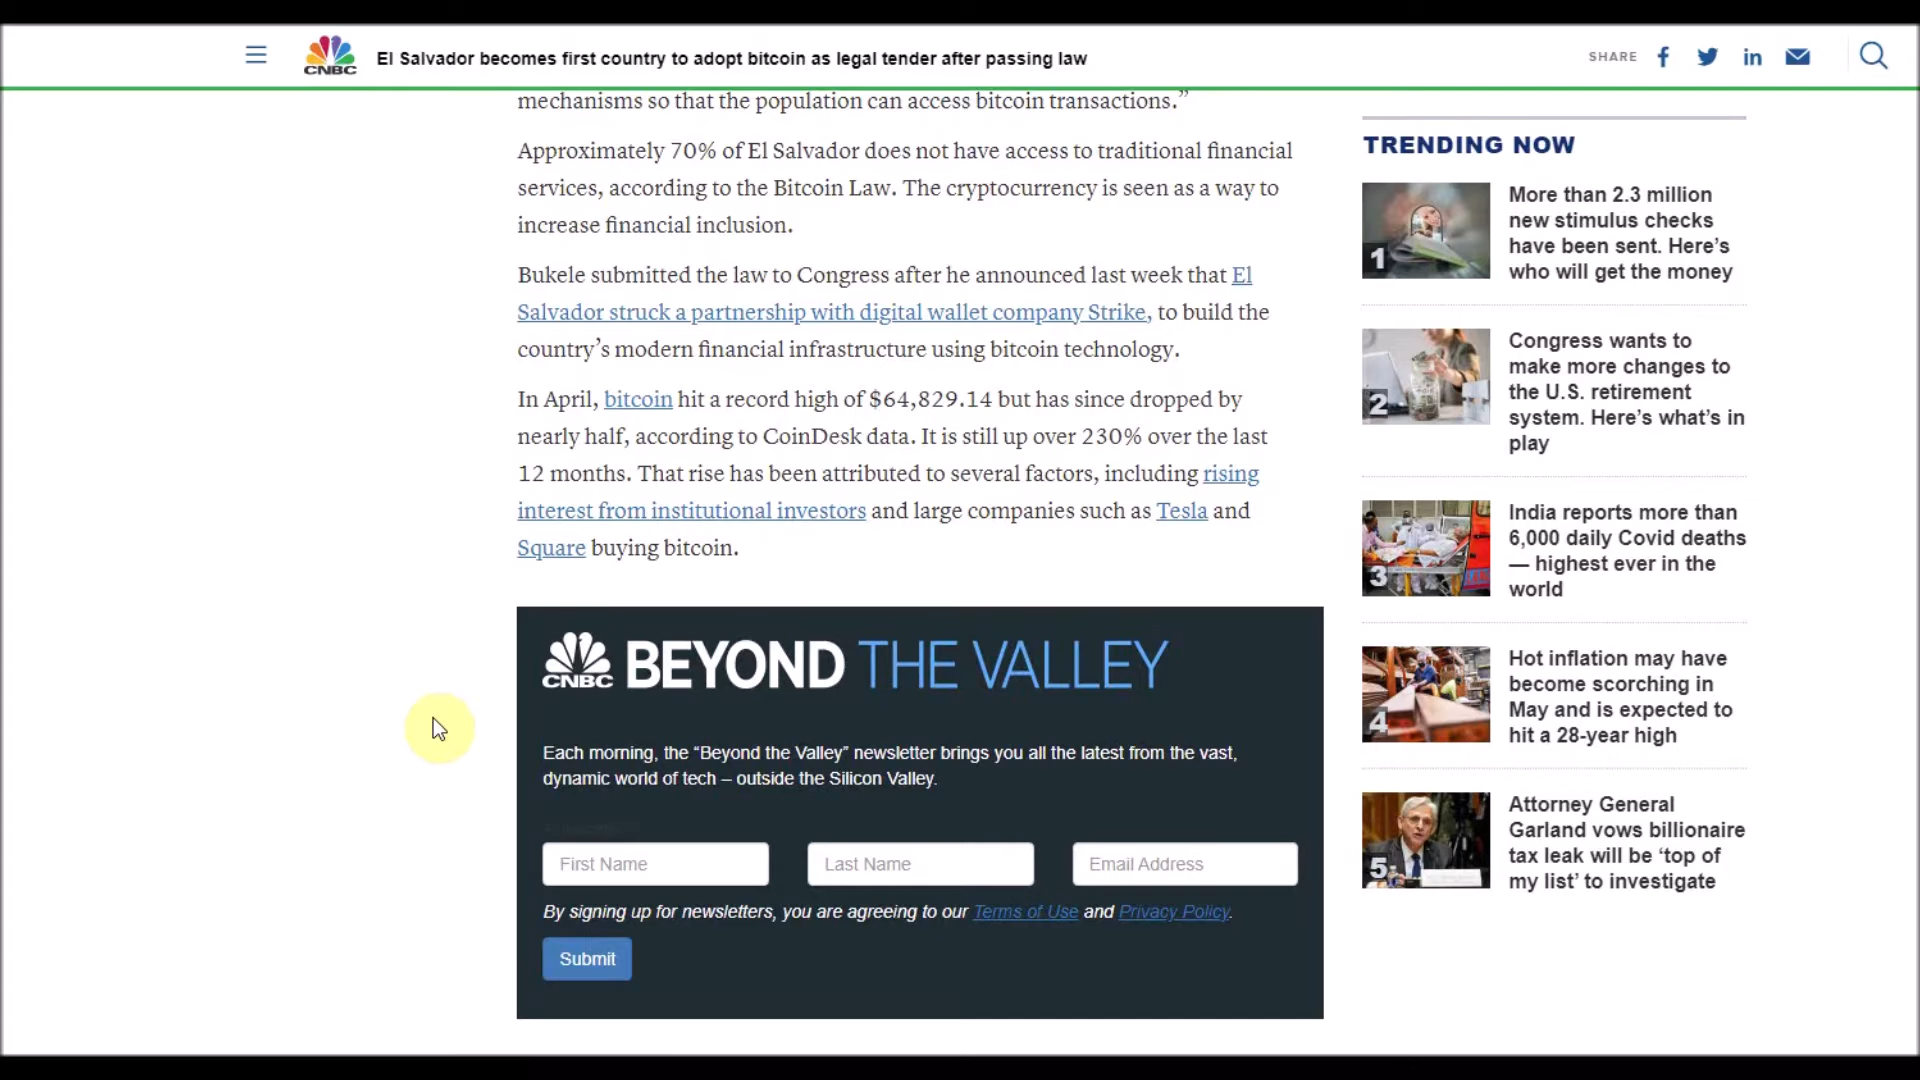 CNBC
El Salvador becomes first country to adopt bitcoin as legal tender after passing law
SHARE
mechanisms so that the population can access bitcoin transactions.”
Approximately 70% of El Salvador does not have access to traditional financial
services, according to the Bitcoin Law. The cryptocurrency is seen as a way to
increase financial inclusion.
Bukele submitted the law to Congress after he announced last week that El
Salvador struck a partnership with digital wallet company Strike, to build the
country’s modern financial infrastructure using bitcoin technology.
In April, bitcoin hit a record high of $64,829.14 but has since dropped by
nearly half, according to CoinDesk data. It is still up over 230% over the last
12 months. That rise has been attributed to several factors, including rising
interest from institutional investors and large companies such as Tesla and
Square buying bitcoin.
CNBC BEYOND THE VALLEY
Each morning, the “Beyond the Valley” newsletter brings you all the latest from the vast,
dynamic world of tech – outside the Silicon Valley.
First Name
Last Name
Email Address
By signing up for newsletters, you are agreeing to our Terms of Use and Privacy Policy.
Submit
TRENDING NOW
1
More than 2.3 million
new stimulus checks
have been sent. Here’s
who will get the money
2
Congress wants to
make more changes to
the U.S. retirement
system. Here’s what’s in
play
3
India reports more than
6,000 daily Covid deaths
— highest ever in the
world
4
Hot inflation may have
become scorching in
May and is expected to
hit a 28-year high
5
Attorney General
Garland vows billionaire
tax leak will be ‘top of
my list’ to investigate